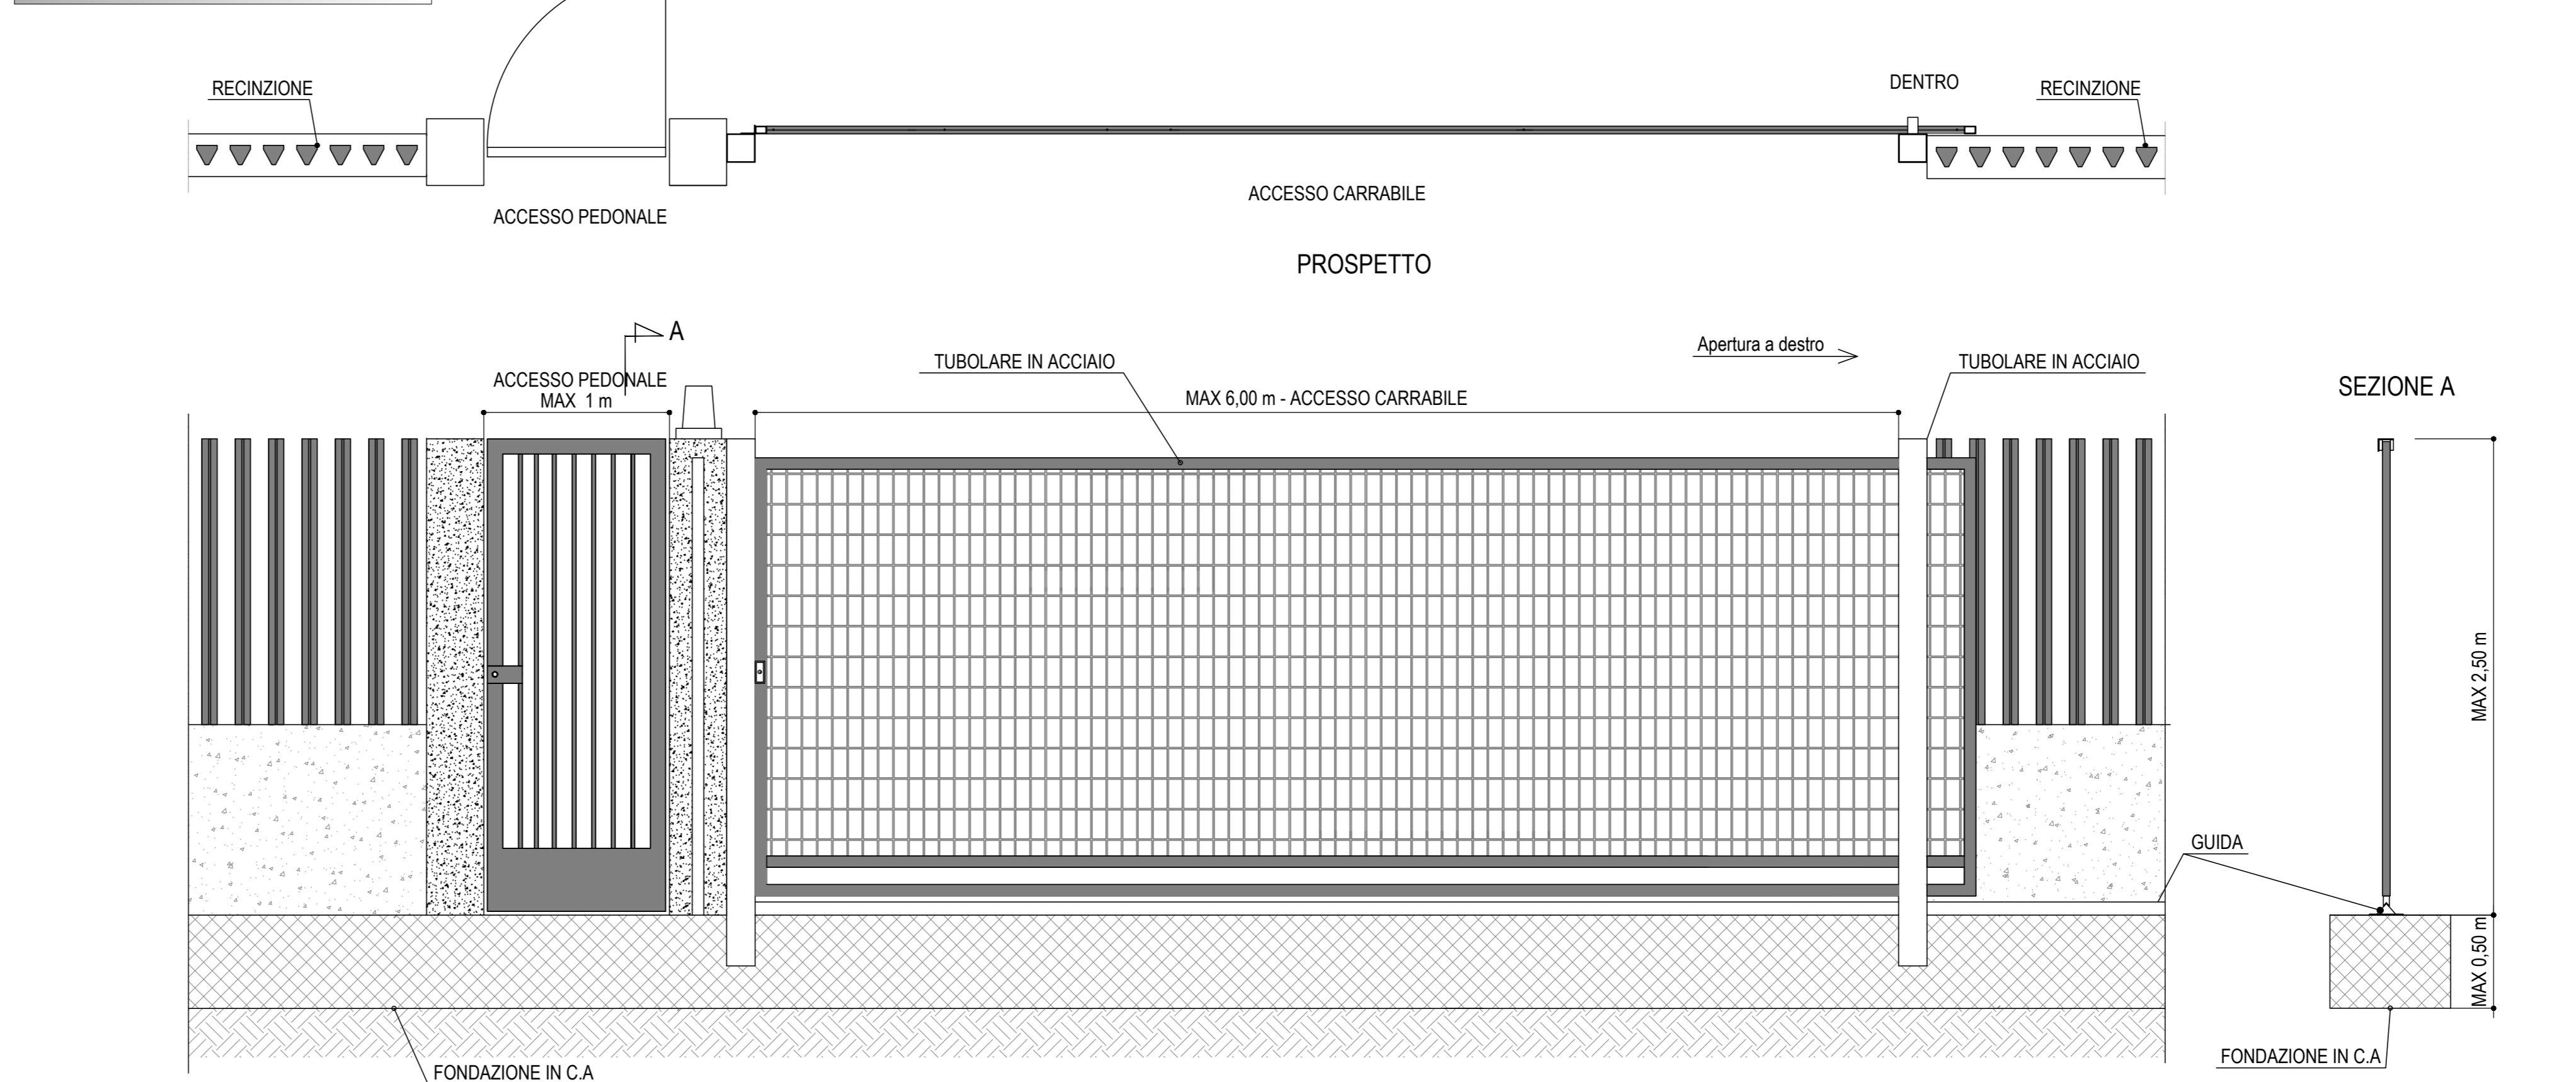 DENTRO
RECINZIONE
RECINZIONE
ACCESSO CARRABILE
ACCESSO PEDONALE
PROSPETTO
A
Apertura a destro
TUBOLARE IN ACCIAIO
TUBOLARE IN ACCIAIO
ACCESSO PEDONALE
MAX 1 m
MAX 6,00 m - ACCESSO CARRABILE
SEZIONE A
MAX 2,50 m
GUIDA
MAX 0,50 m
FONDAZIONE IN C.A
FONDAZIONE IN C.A